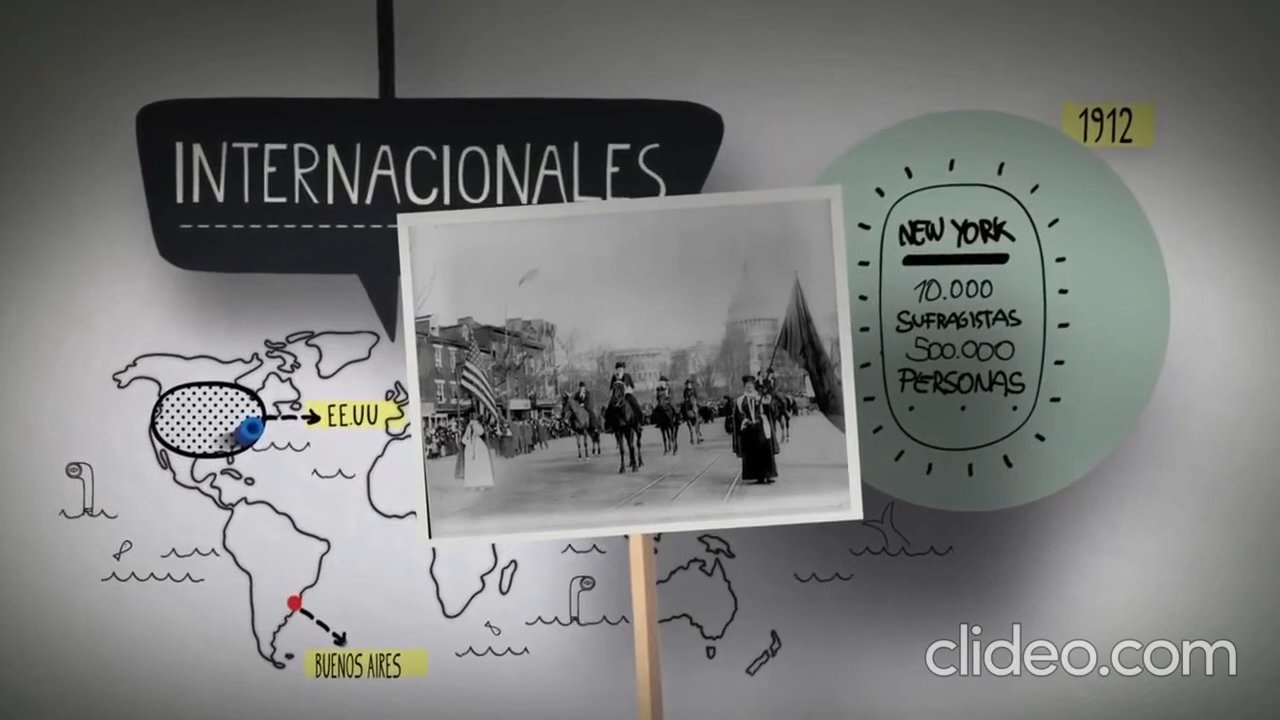 INTERNACIONALES
1912
NEW YORK
10.000
SUFRAGISTAS
500.000
PERSONAS
EE.UU
BUENOS AIRES
clideo.com